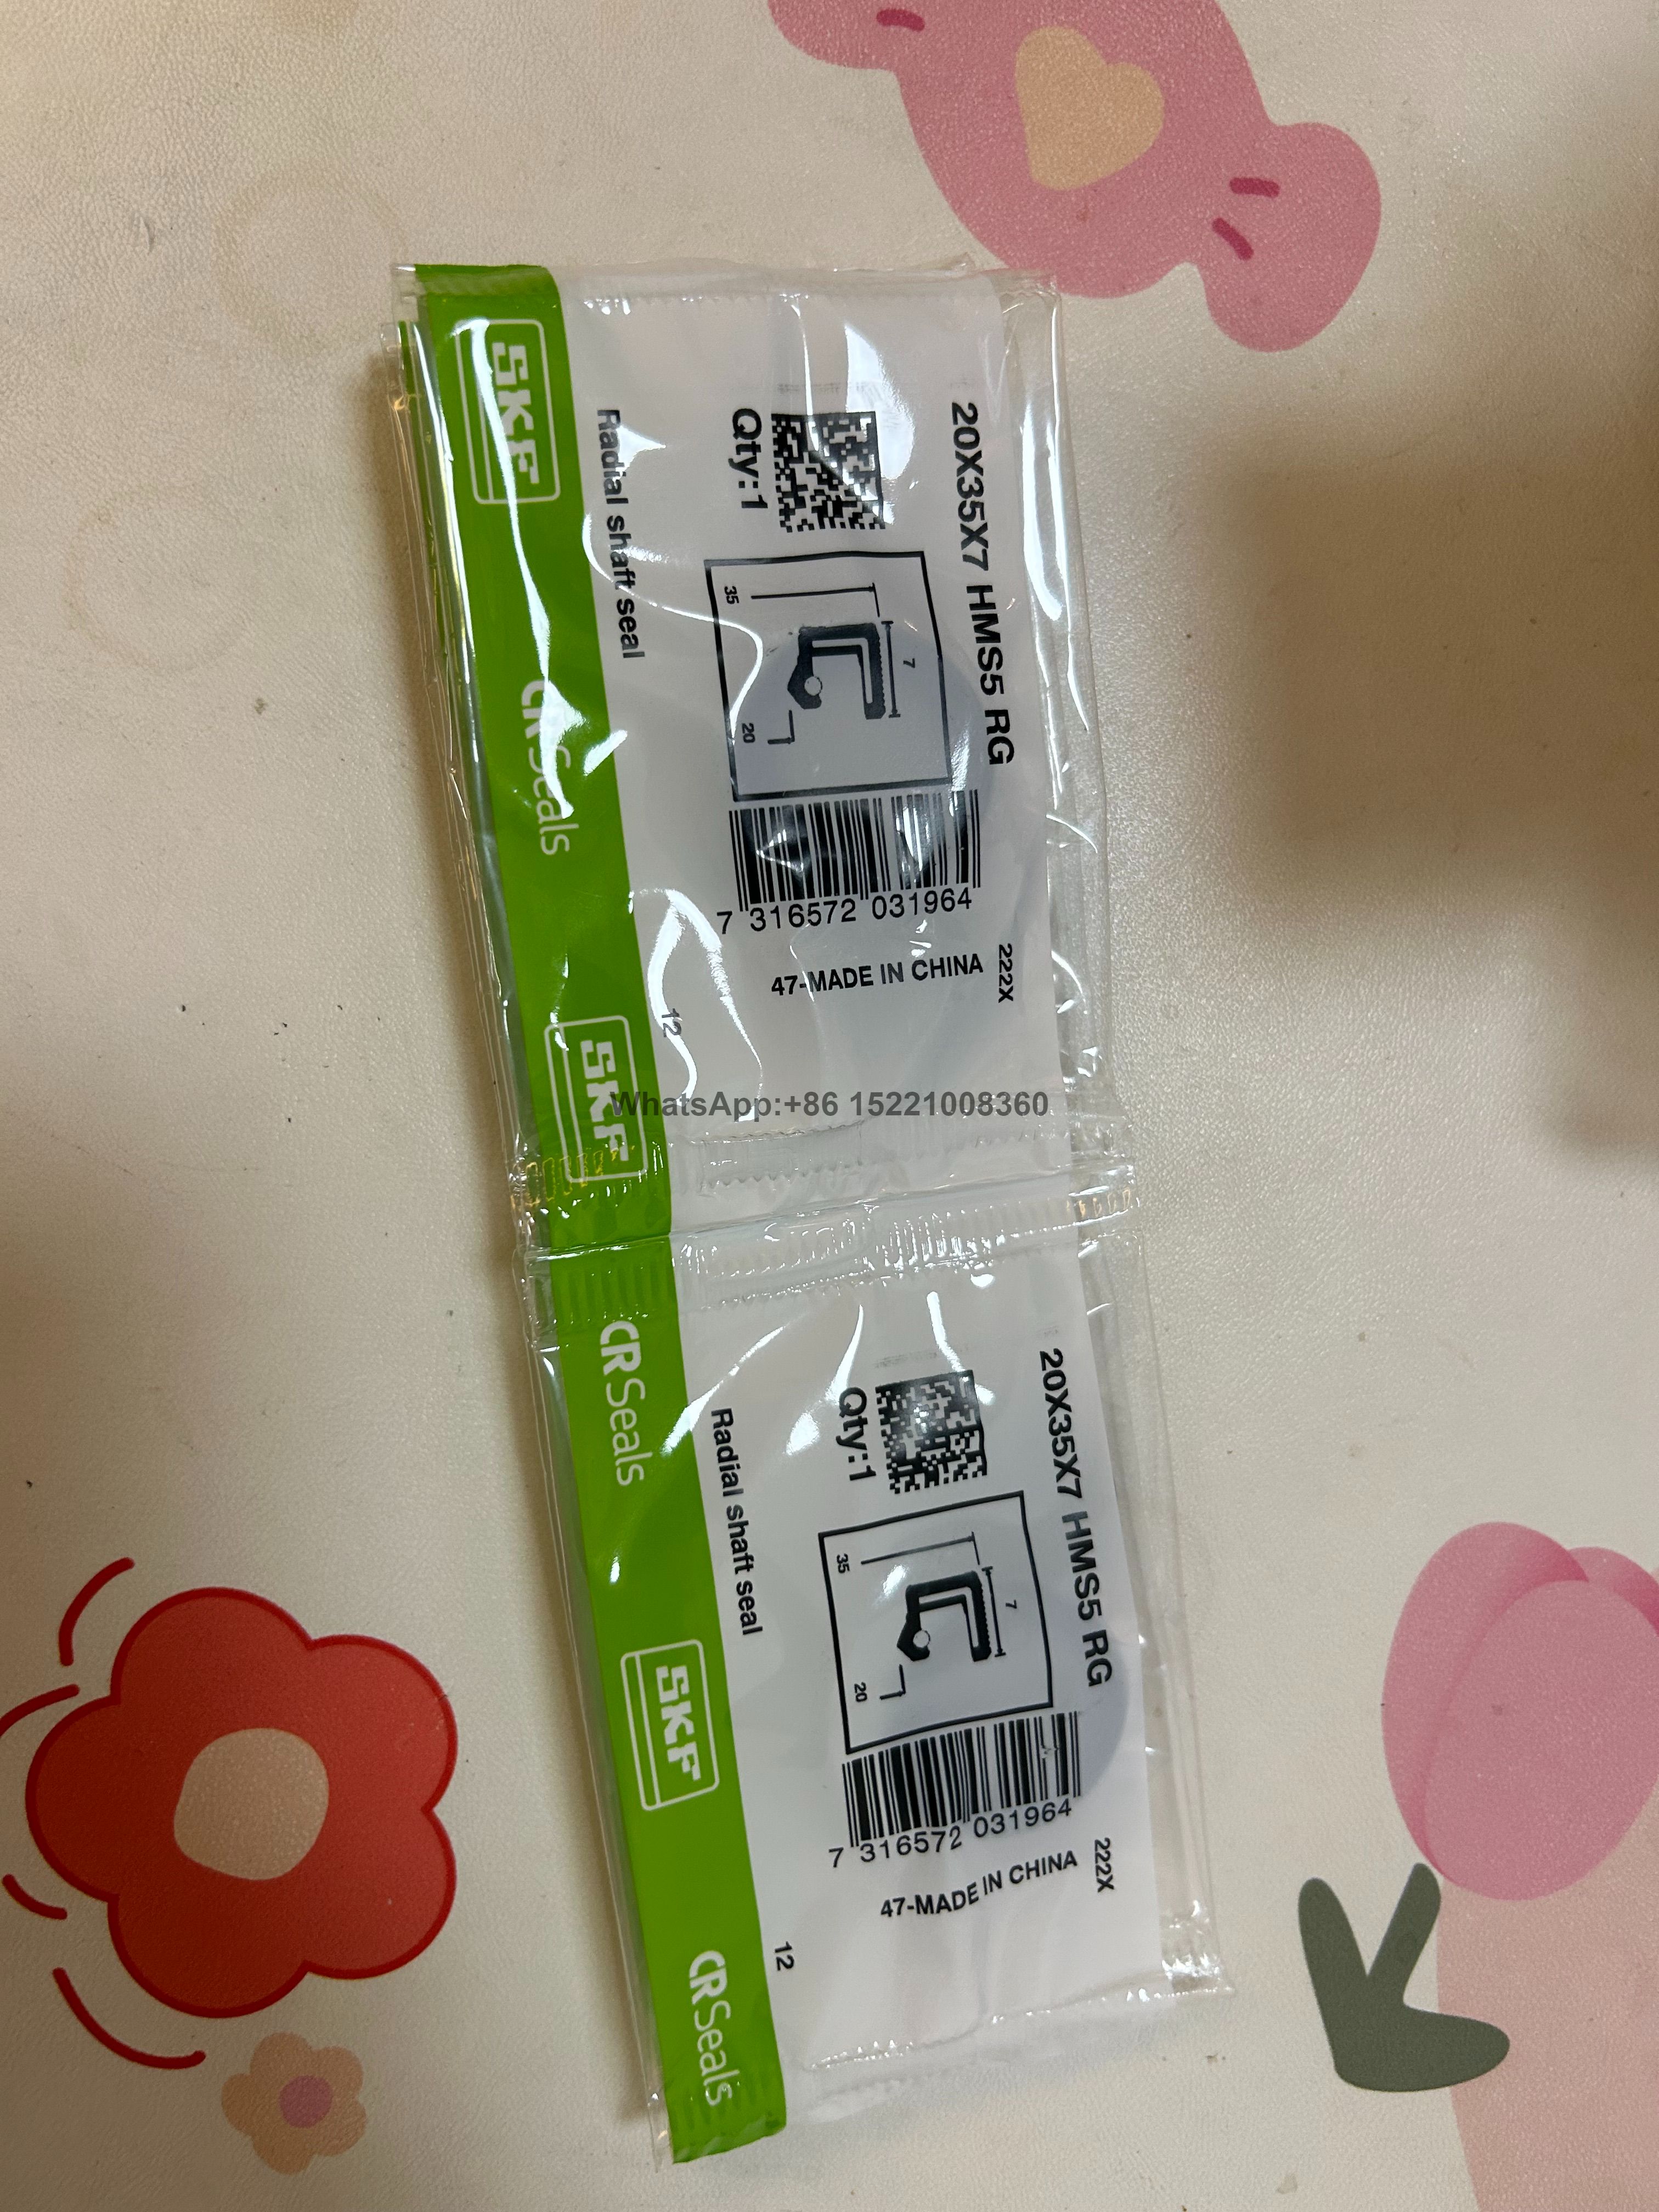 20X35X7 HMS5 RG
Qty:1
35
7
20
7 316572 031964
222X
47-MADE IN CHINA
Radial shaft seal
12
SKF
CR Seals
SKF
WhatsApp:+86 15221008360
20X35X7 HMS5 RG
Qty:1
35
7
20
7 316572 031964
222X
47-MADE IN CHINA
Radial shaft seal
12
CR Seals
SKF
CR Seals